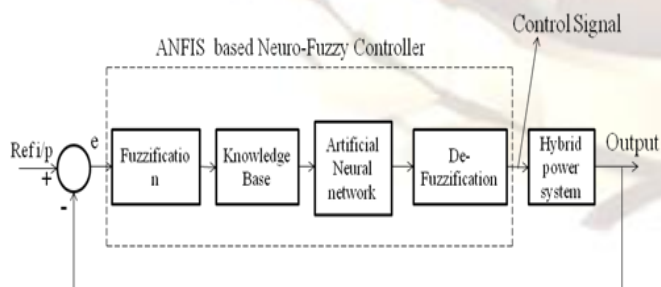 Control Signal
ANFIS based Neuro-Fuzzy Controller
Ref i/p
+
-
e
Fuzzificatio
n
Knowledge
Base
Artificial
Neural
network
De-
Fuzzification
Hybrid
power
system
Output